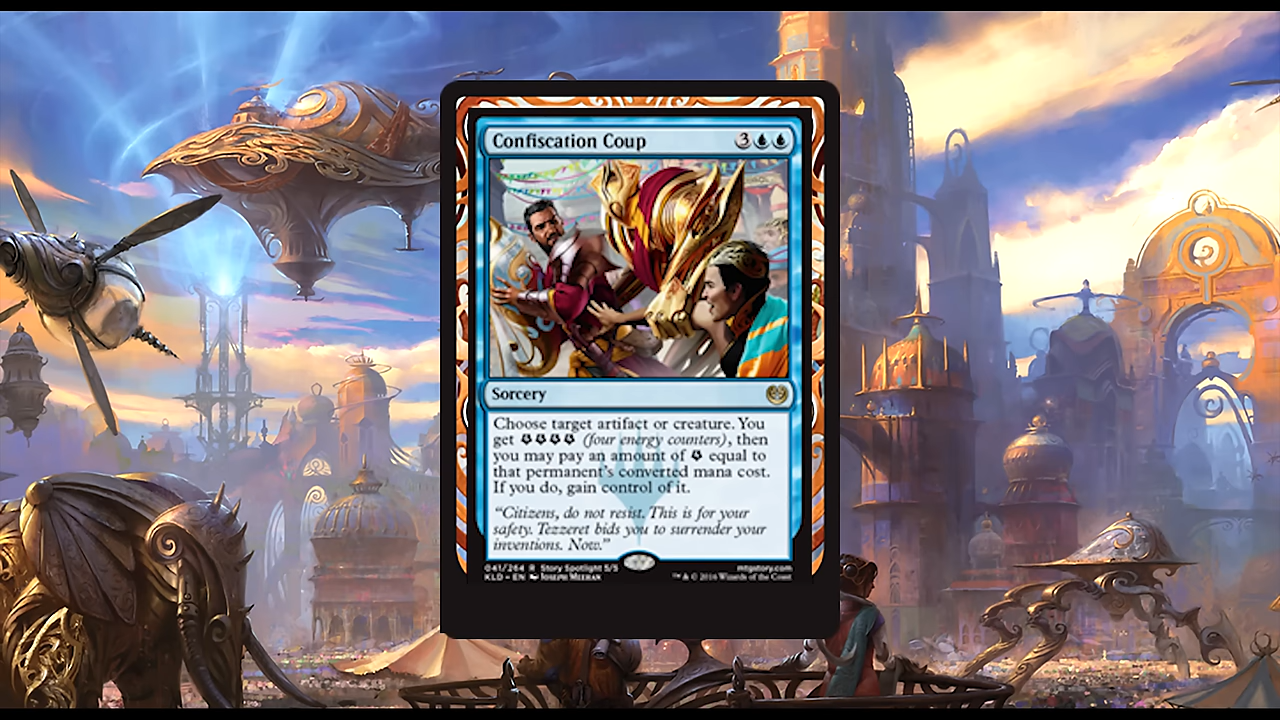 Confiscation Coup 3
Sorcery
Choose target artifact or creature. You
get (four energy counters), then
you may pay an amount of equal to
that permanent's converted mana cost.
If you do, gain control of it.
"Citizens, do not resist. This is for your
safety. Tezzeret bids you to surrender your
inventions. Now."
041/264 R Story Spotlight 5/5 mtgstory.com
KLD • EN Joseph Meehan ™ & © 2016 Wizards of the Coast